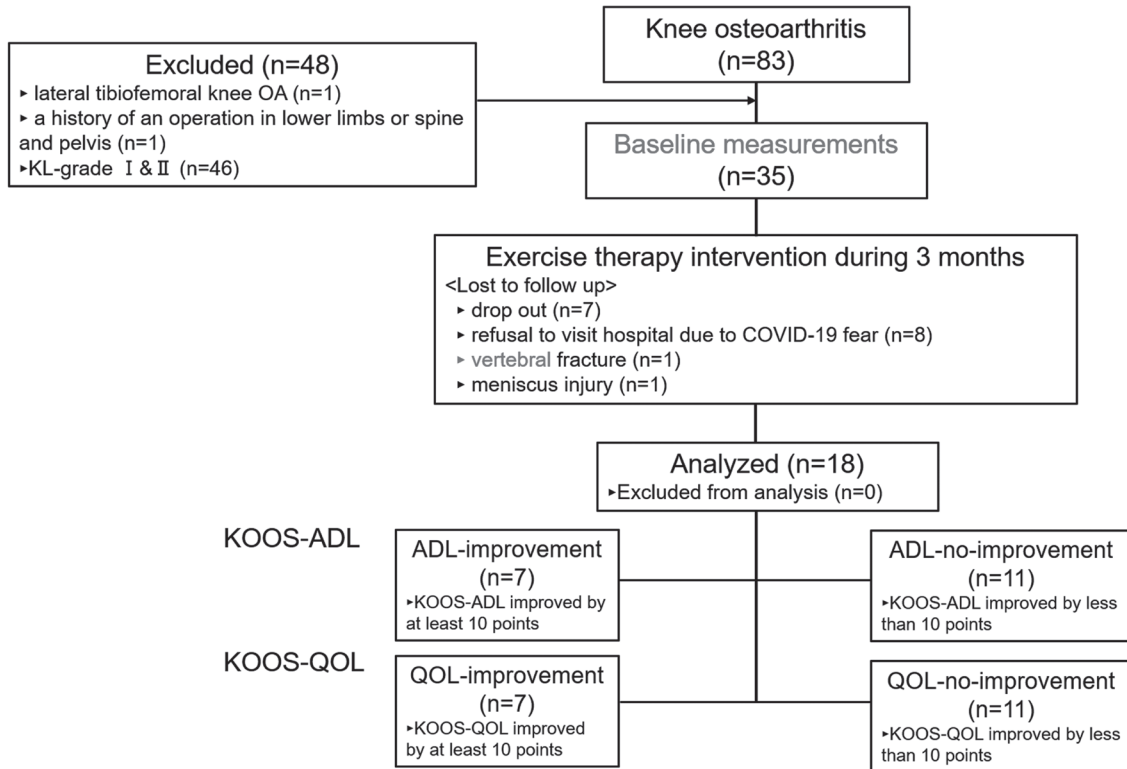 Knee osteoarthritis
(n=83)
Excluded (n=48)
▸ lateral tibiofemoral knee OA (n=1)
▸ a history of an operation in lower limbs or spine
and pelvis (n=1)
▸KL-grade Ⅰ & Ⅱ (n=46)
Baseline measurements
(n=35)
Exercise therapy intervention during 3 months
<Lost to follow up>
▸ drop out (n=7)
▸ refusal to visit hospital due to COVID-19 fear (n=8)
▸ vertebral fracture (n=1)
▸ meniscus injury (n=1)
Analyzed (n=18)
▸Excluded from analysis (n=0)
KOOS-ADL
ADL-improvement
(n=7)
▸KOOS-ADL improved by
at least 10 points
ADL-no-improvement
(n=11)
▸KOOS-ADL improved by less
than 10 points
KOOS-QOL
QOL-improvement
(n=7)
▸KOOS-QOL improved
by at least 10 points
QOL-no-improvement
(n=11)
▸KOOS-QOL improved by less
than 10 points